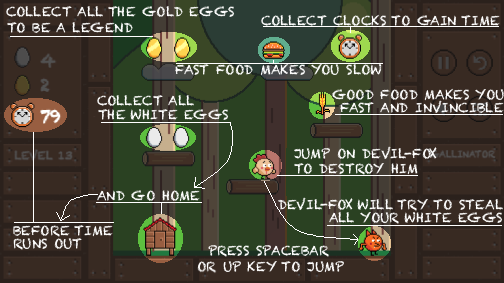 COLLECT ALL THE GOLD EGGS
TO BE A LEGEND
COLLECT CLOCKS TO GAIN TIME
4
2
FAST FOOD MAKES YOU SLOW
79
COLLECT ALL
THE WHITE EGGS
GOOD FOOD MAKES YOU
FAST AND INVINCIBLE
LEVEL 13
JUMP ON DEVIL-FOX
TO DESTROY HIM
AND GO HOME
DEVIL-FOX WILL TRY TO STEAL
ALL YOUR WHITE EGGS
BEFORE TIME
RUNS OUT
PRESS SPACEBAR
OR UP KEY TO JUMP